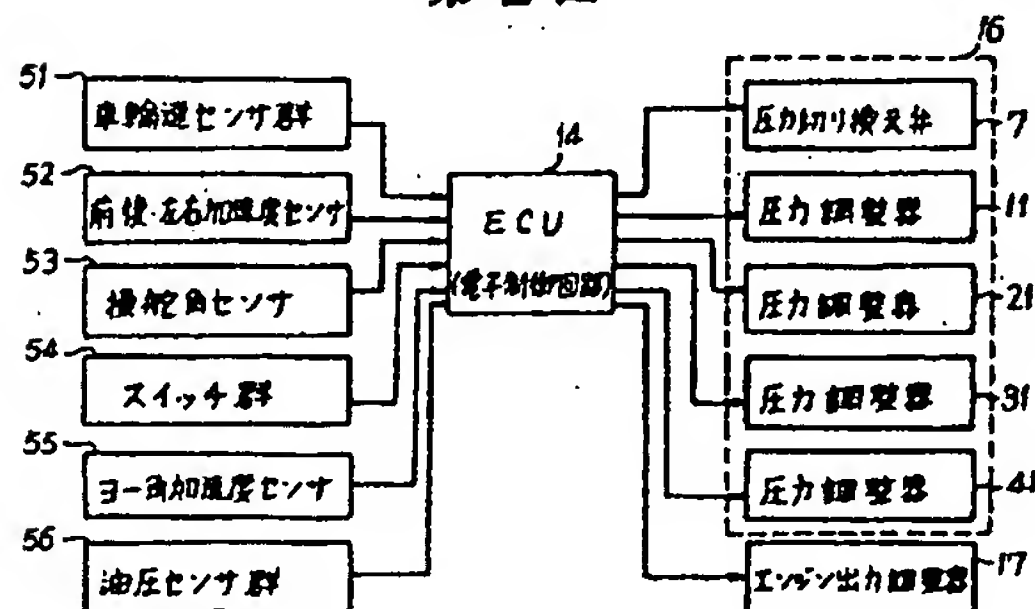 第2図
16
51
車輪速センサ群
圧力切り換え弁
7
14
52
前後・左右加速度センサ
ECU
(電子制御回路)
圧力調整器
11
53
操舵角センサ
圧力調整器
21
54
スイッチ群
圧力調整器
31
55
ヨー角加速度センサ
圧力調整器
41
56
油圧センサ群
エンジン出力調整器
17